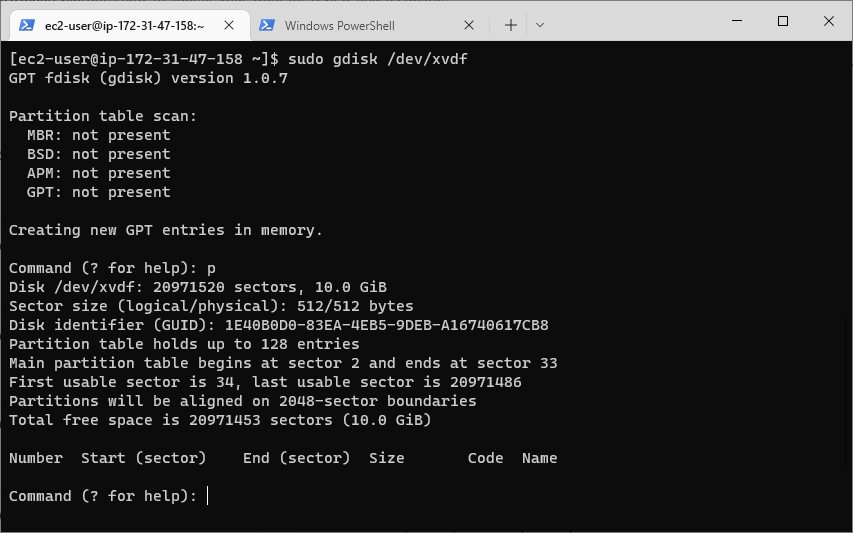 ec2-user@ip-172-31-47-158:~ Windows PowerShell
[ec2-user@ip-172-31-47-158 ~]$ sudo gdisk /dev/xvdf
GPT fdisk (gdisk) version 1.0.7
Partition table scan:
  MBR: not present
  BSD: not present
  APM: not present
  GPT: not present
Creating new GPT entries in memory.
Command (? for help): p
Disk /dev/xvdf: 20971520 sectors, 10.0 GiB
Sector size (logical/physical): 512/512 bytes
Disk identifier (GUID): 1E40B0D0-83EA-4EB5-9DEB-A16740617CB8
Partition table holds up to 128 entries
Main partition table begins at sector 2 and ends at sector 33
First usable sector is 34, last usable sector is 20971486
Partitions will be aligned on 2048-sector boundaries
Total free space is 20971453 sectors (10.0 GiB)
Number  Start (sector)    End (sector)  Size       Code  Name
Command (? for help):